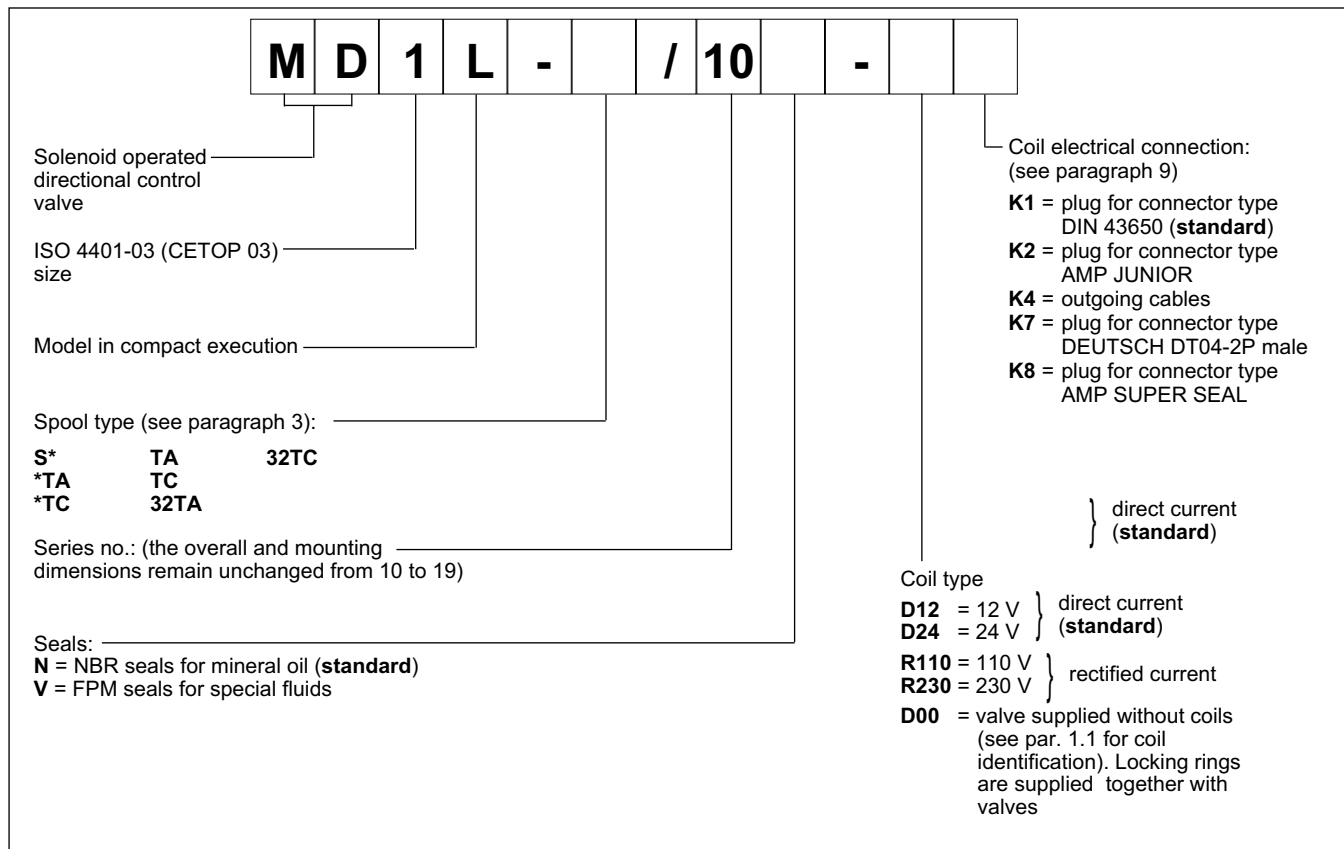 M D 1 L - / 10 -
Solenoid operated
directional control
valve
ISO 4401-03 (CETOP 03)
size
Model in compact execution
Spool type (see paragraph 3):
S* TA 32TC
*TA TC
*TC 32TA
Series no.: (the overall and mounting
dimensions remain unchanged from 10 to 19)
Seals:
N = NBR seals for mineral oil (standard)
V = FPM seals for special fluids
Coil electrical connection:
(see paragraph 9)
K1 = plug for connector type
DIN 43650 (standard)
K2 = plug for connector type
AMP JUNIOR
K4 = outgoing cables
K7 = plug for connector type
DEUTSCH DT04-2P male
K8 = plug for connector type
AMP SUPER SEAL
} direct current
(standard)
Coil type
D12 = 12 V
D24 = 24 V
} direct current
(standard)
R110 = 110 V
R230 = 230 V
} rectified current
D00 = valve supplied without coils
(see par. 1.1 for coil
identification). Locking rings
are supplied together with
valves